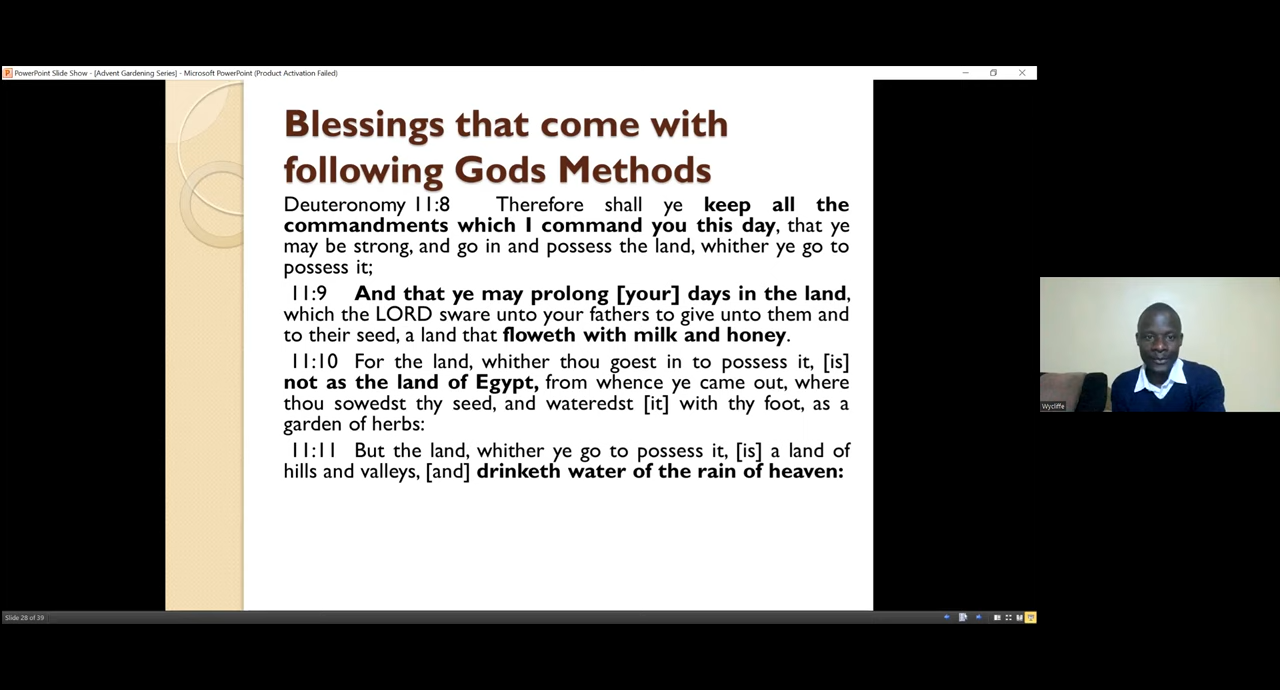 PowerPoint Slide Show - [Advent Gardening Series] - Microsoft PowerPoint (Product Activation Failed)
Blessings that come with
following Gods Methods
Deuteronomy 11:8 Therefore shall ye keep all the
commandments which I command you this day, that ye
may be strong, and go in and possess the land, whither ye go to
possess it;
11:9 And that ye may prolong [your] days in the land,
which the LORD sware unto your fathers to give unto them and
to their seed, a land that floweth with milk and honey.
11:10 For the land, whither thou goest in to possess it, [is]
not as the land of Egypt, from whence ye came out, where
thou sowedst thy seed, and wateredst [it] with thy foot, as a
garden of herbs:
11:11 But the land, whither ye go to possess it, [is] a land of
hills and valleys, [and] drinketh water of the rain of heaven:
Wycliffe
Slide 28 of 39